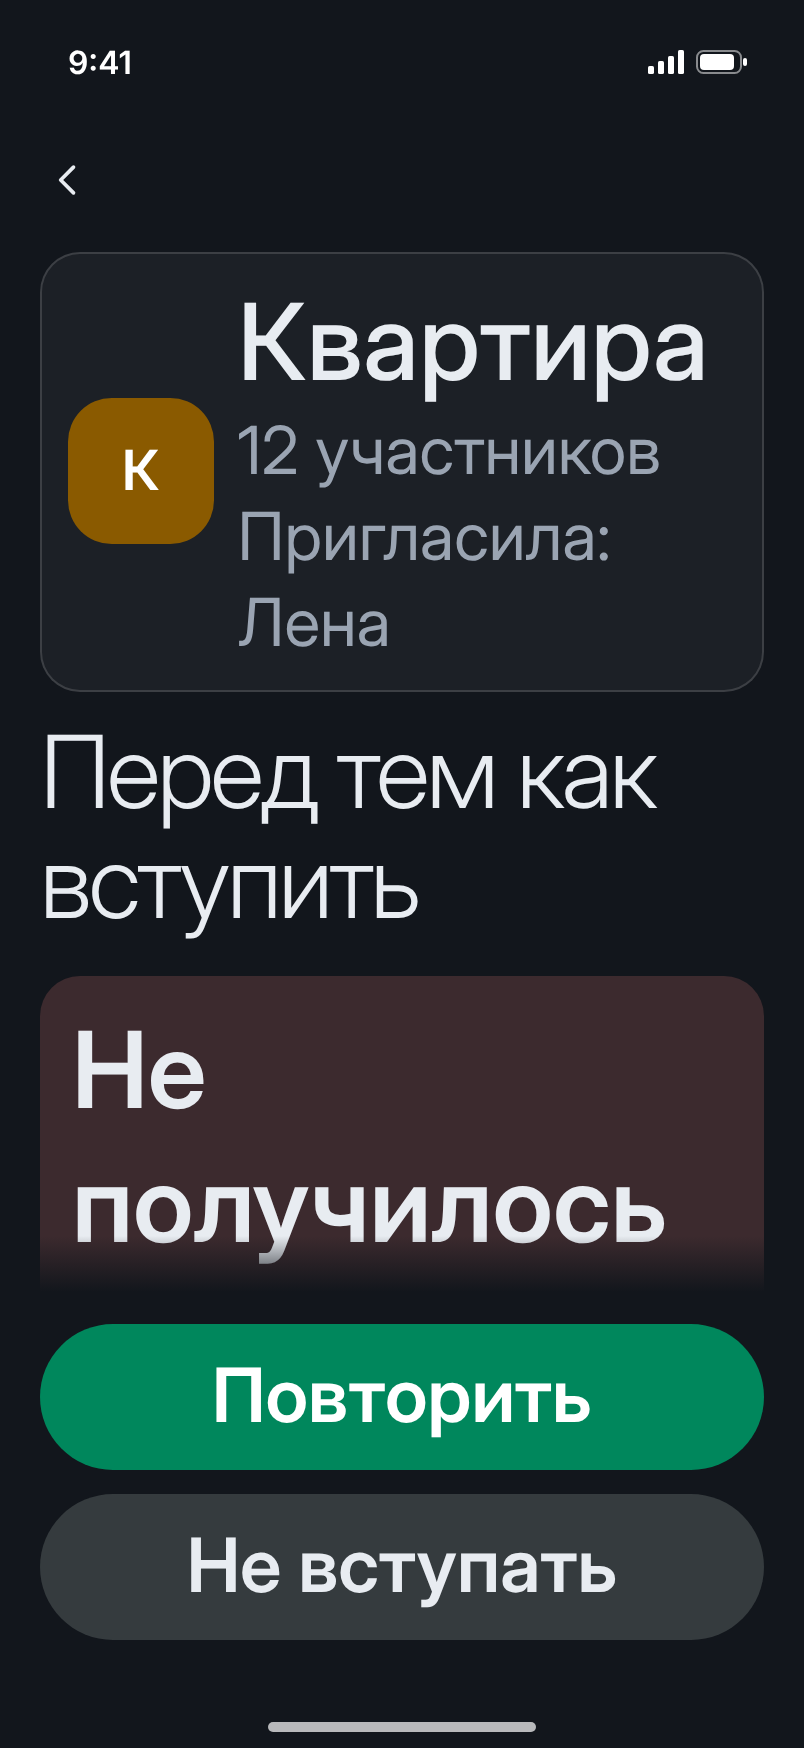 9:41
Квартира
К
12 участников
Пригласила:
Лена
Перед тем как
вступить
Не
получилось
Повторить
Не вступать